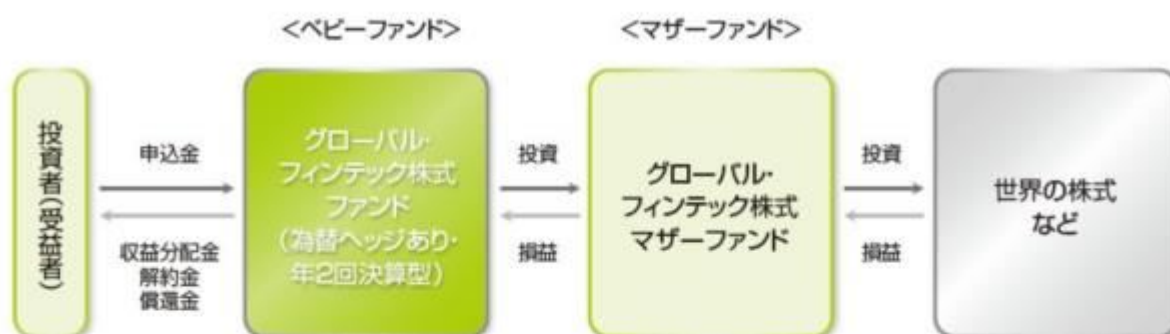 ＜ベビーファンド＞
＜マザーファンド＞
投資者（受益者）
申込金
収益分配金
解約金
償還金
グローバル・
フィンテック株式
ファンド
（為替ヘッジあり・
年2回決算型）
投資
損益
グローバル・
フィンテック株式
マザーファンド
投資
損益
世界の株式
など